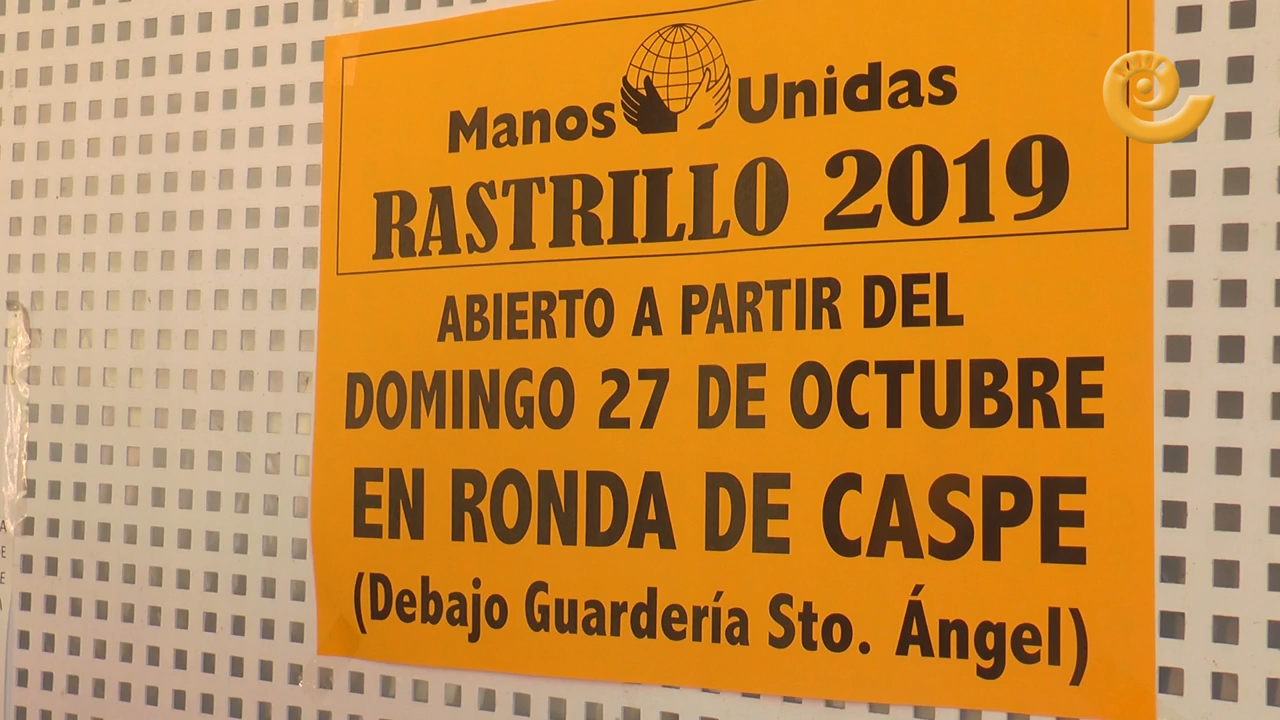 Manos Unidas
RASTRILLO 2019
ABIERTO A PARTIR DEL
DOMINGO 27 DE OCTUBRE
EN RONDA DE CASPE
(Debajo Guardería Sto. Ángel)